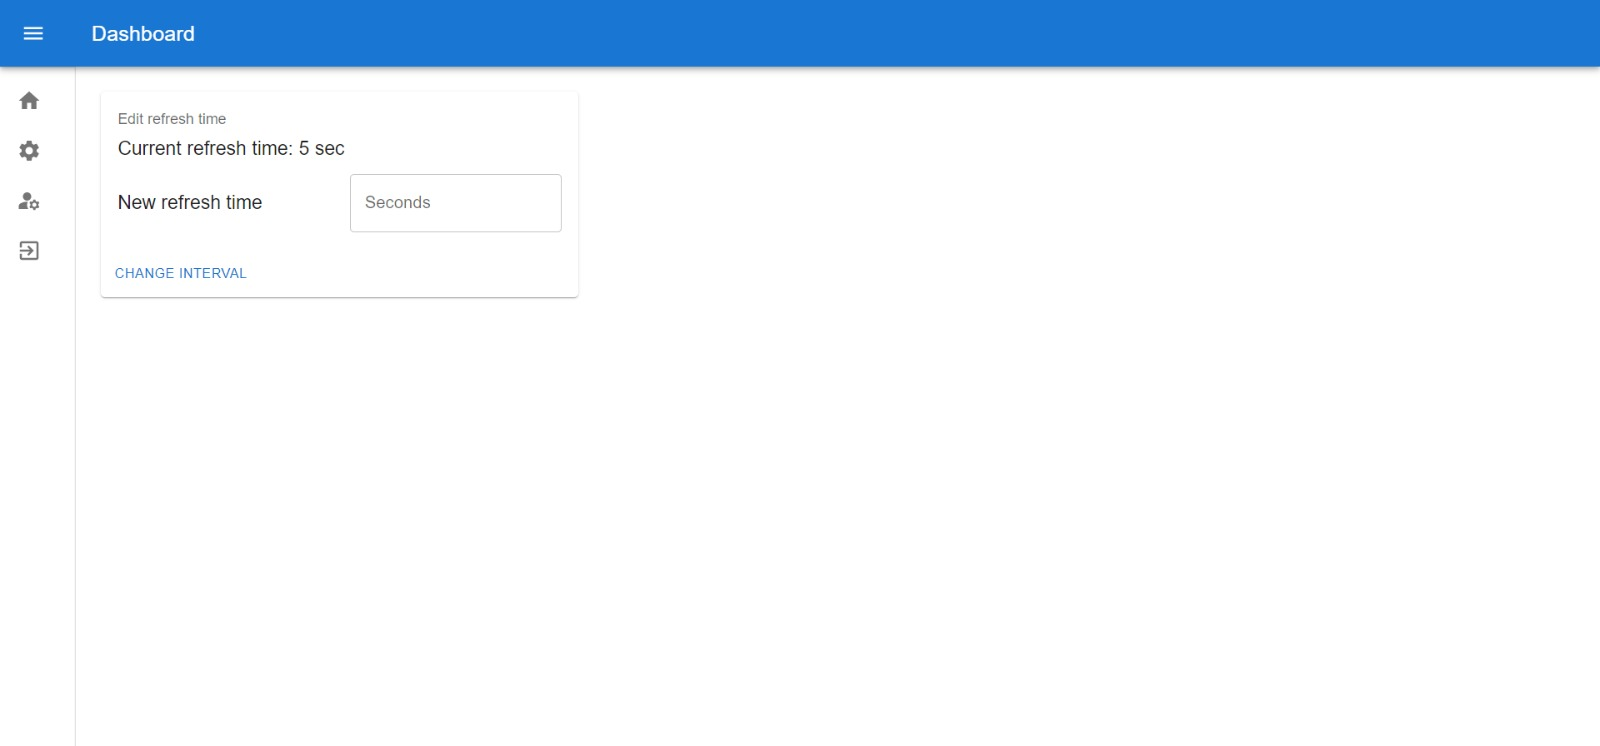 Dashboard
Edit refresh time
Current refresh time: 5 sec
New refresh time
Seconds
CHANGE INTERVAL